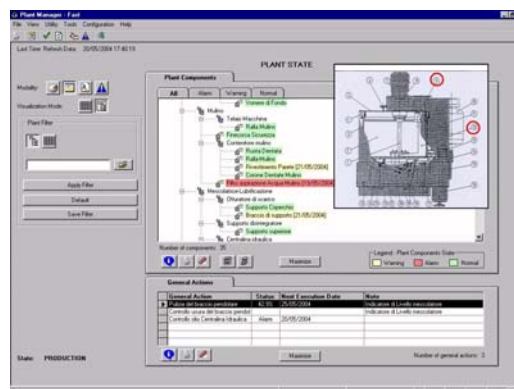 Plant Manager - Fast
File View Utility Tools Configuration Help
Last Time Refresh Data: 20/05/2004 17:40:19
PLANT STATE
Plant Components
All Alarm Warning Normal
Modality:
Visualization Mode:
Plant Filter
Apply Filter
Default
Save Filter
Vomere di Fondo
Mulino
Telaio Macchina
Ralla Mulino
Finecorsa Sicurezza
Contenitore mulino
Ruota Dentata
Ralla Mulino
Rivestimento Parete [21/05/2004]
Corone Dentate Mulino
Filtro aspirazione Acqua Mulino [19/05/2004]
Mescolatore-Lubrificazione
Otturatore di scarico
Supporto Coperchio
Braccio di supporto [21/05/2004]
Supporto disintegratore
Supporto superiore
Centralina idraulica
Number of components: 35
Maximize
Legend: Plant Components State
Warning Alarm Normal
General Actions
General Action Status Next Execution Date Note
Pulizia del braccio pendolare 25/05/2004 Indicatore di Livello mescolatore
Controllo usura del braccio pendol Indicatore di Livello mescolatore
Controllo olio Centralina Idraulica Alarm 20/05/2004
Maximize
Number of general actions: 3
State: PRODUCTION